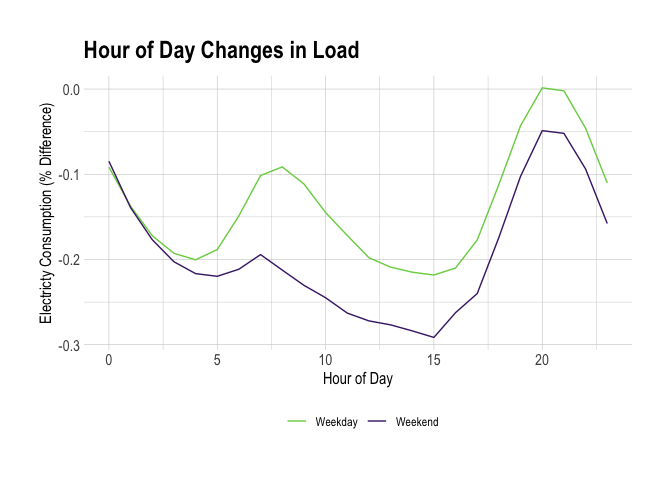 Hour of Day Changes in Load
Electricty Consumption (% Difference)
0.0
-0.1
-0.2
-0.3
0 5 10 15 20
Hour of Day
Weekday Weekend